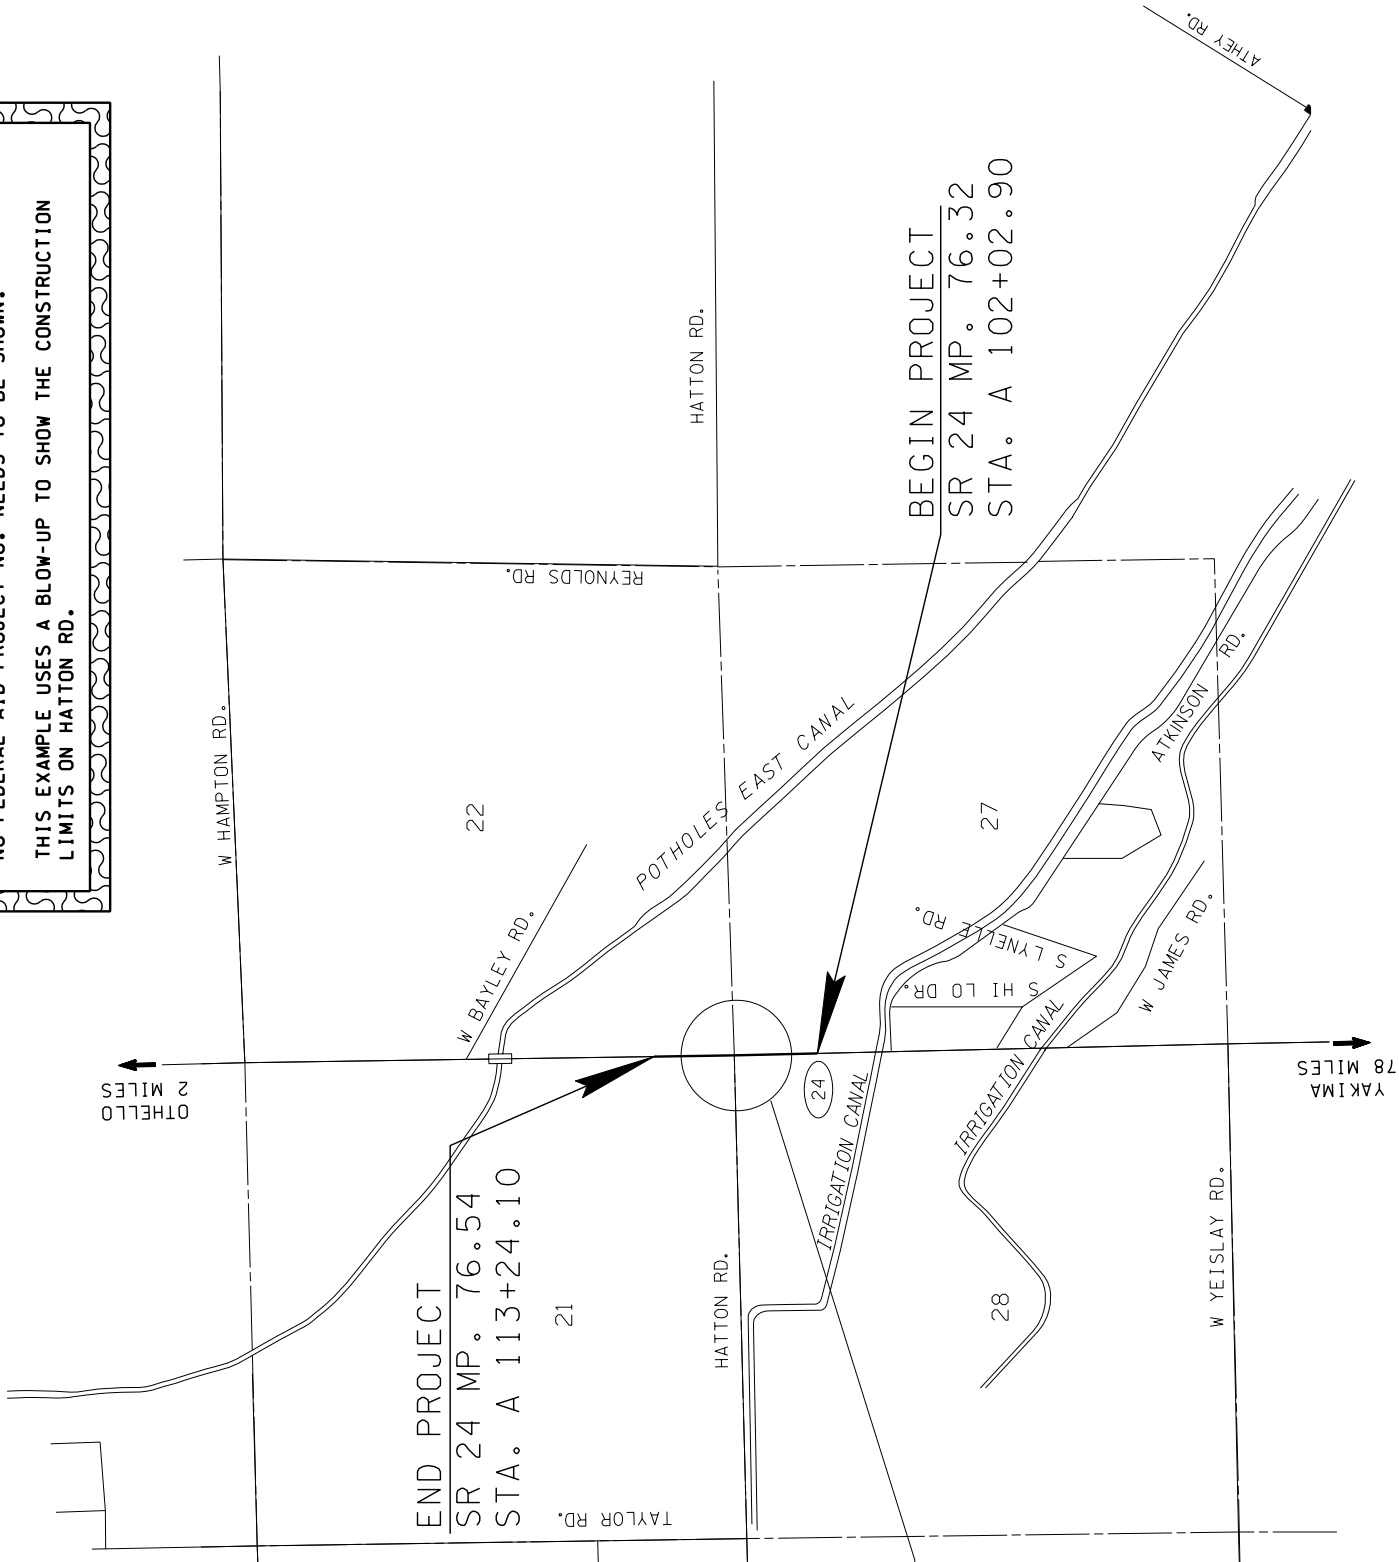 NO FEDERAL AID PROJECT NO. NEEDS TO BE SHOWN.
THIS EXAMPLE USES A BLOW-UP TO SHOW THE CONSTRUCTION
LIMITS ON HATTON RD.
ATHEY RD.
HATTON RD.
BEGIN PROJECT
SR 24 MP. 76.32
STA. A 102+02.90
REYNOLDS RD.
W HAMPTON RD.
22
POTHOLES EAST CANAL
27
ATKINSON
RD.
W BAYLEY RD.
S LYNELLE RD.
S HI LO DR.
W JAMES RD.
OTHELLO
2 MILES
24
IRRIGATION CANAL
IRRIGATION CANAL
YAKIMA
78 MILES
END PROJECT
SR 24 MP. 76.54
STA. A 113+24.10
21
HATTON RD.
28
W YEISLAY RD.
TAYLOR RD.